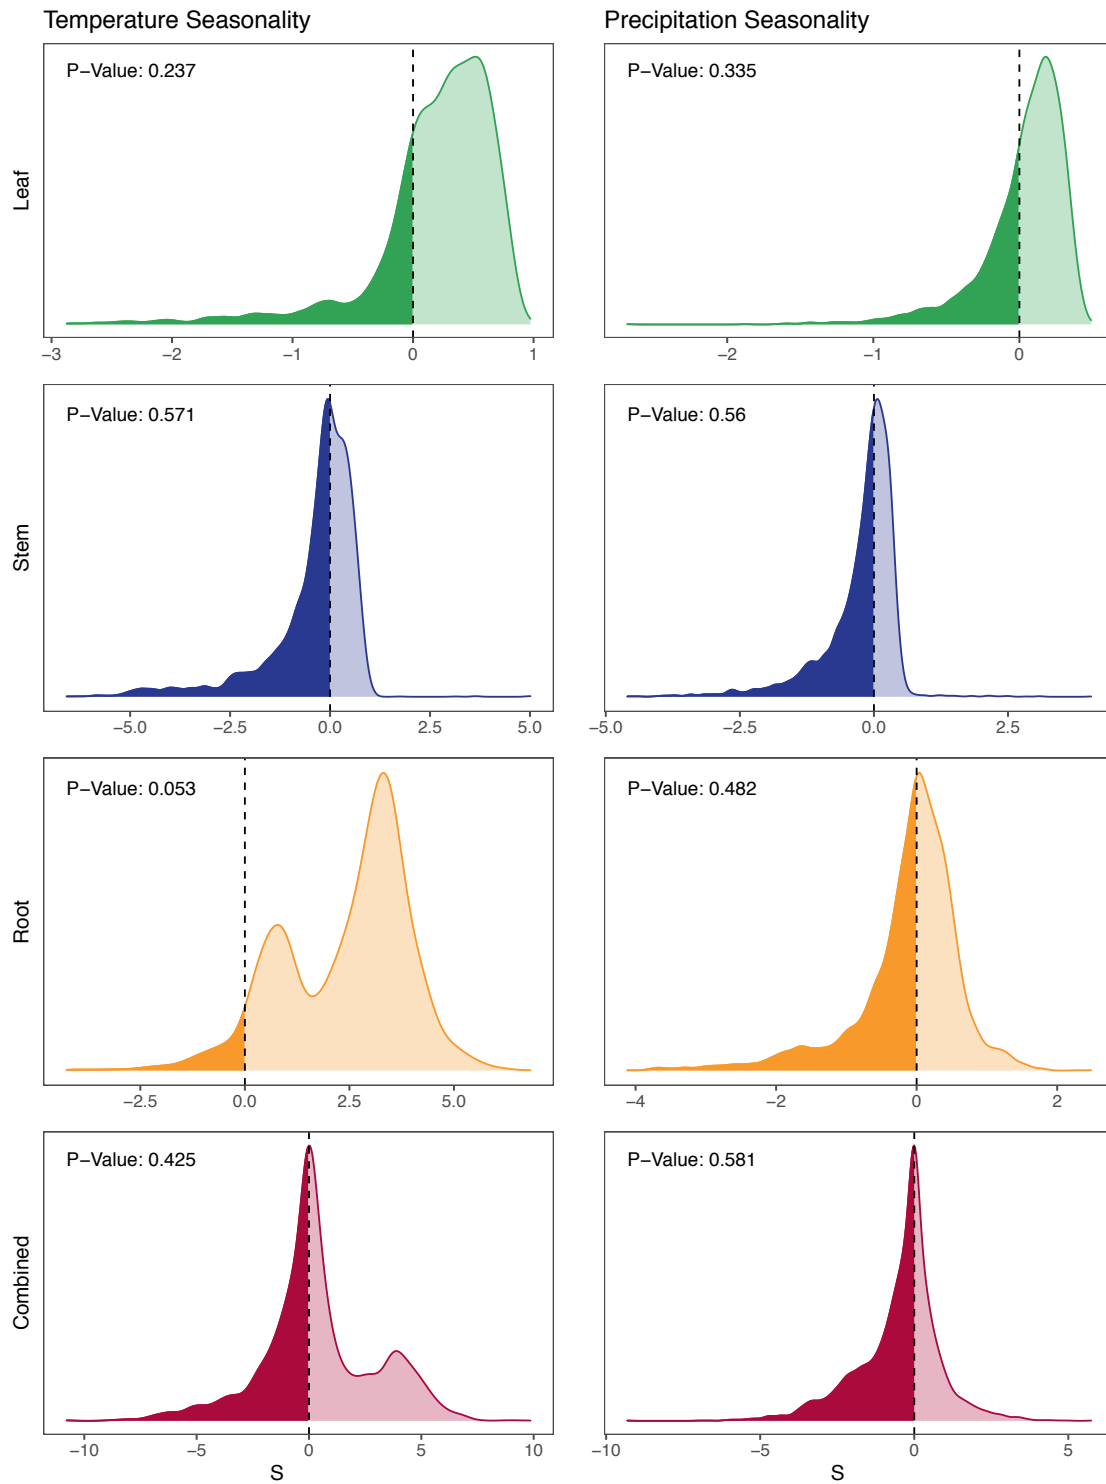 Temperature Seasonality
Precipitation Seasonality
P−Value: 0.237
P−Value: 0.335
Leaf
−3 −2 −1 0 1
−2 −1 0
P−Value: 0.571
P−Value: 0.56
Stem
−5.0 −2.5 0.0 2.5 5.0
−5.0 −2.5 0.0 2.5
P−Value: 0.053
P−Value: 0.482
Root
−2.5 0.0 2.5 5.0
−4 −2 0 2
P−Value: 0.425
P−Value: 0.581
Combined
−10 −5 0 5 10
−10 −5 0 5
S
S